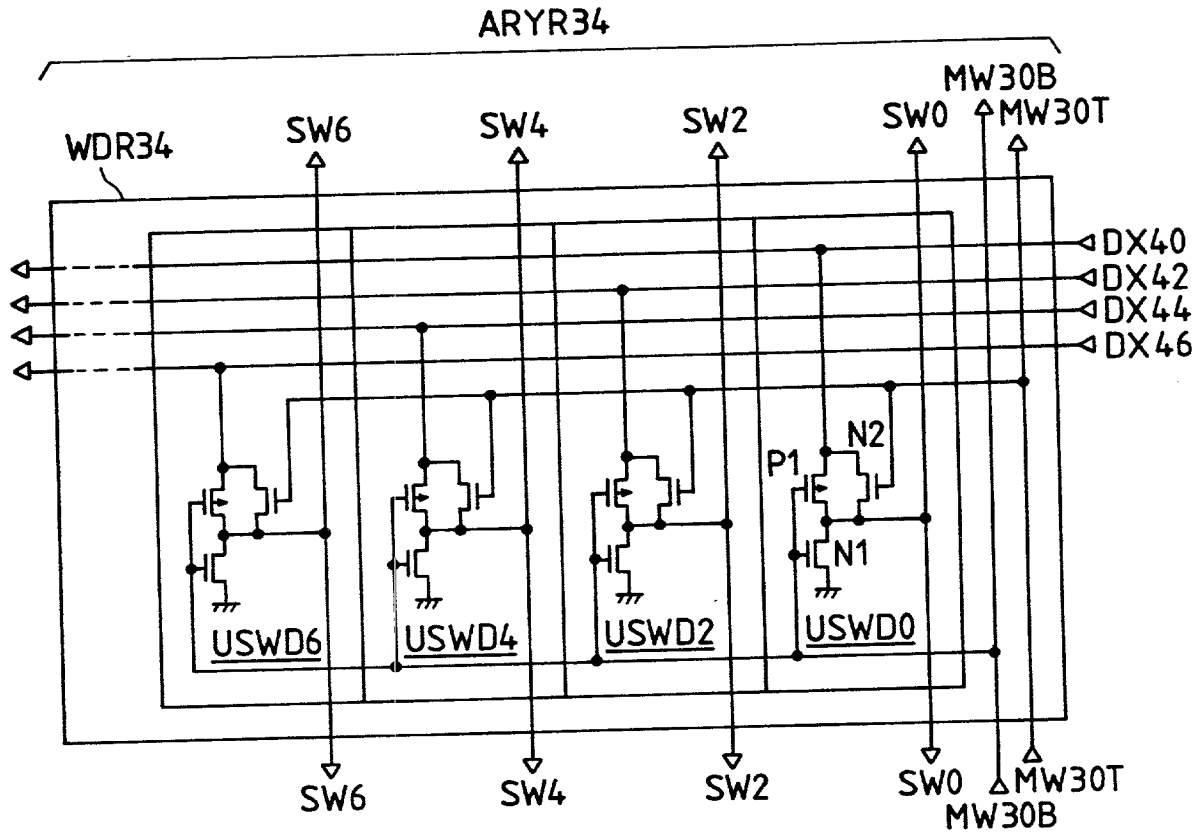 ARYR34
MW30B
SW6 SW4 SW2 SW0 MW30T
WDR34
DX40
DX42
DX44
DX46
P1 N2
N1
USWD6 USWD4 USWD2 USWD0
SW6 SW4 SW2 SW0 MW30T
MW30B